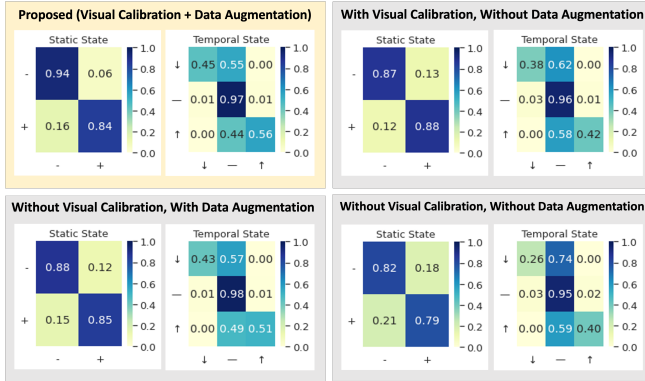 Proposed (Visual Calibration + Data Augmentation)
Static State
Temporal State
-
0.94 0.06
+
0.16 0.84
- +
1.0
0.8
0.6
0.4
0.2
0.0
↓
0.45 0.55 0.00
—
0.01 0.97 0.01
↑
0.00 0.44 0.56
↓ — ↑
1.0
0.8
0.6
0.4
0.2
0.0
With Visual Calibration, Without Data Augmentation
Static State
Temporal State
-
0.87 0.13
+
0.12 0.88
- +
1.0
0.8
0.6
0.4
0.2
0.0
↓
0.38 0.62 0.00
—
0.03 0.96 0.01
↑
0.00 0.58 0.42
↓ — ↑
1.0
0.8
0.6
0.4
0.2
0.0
Without Visual Calibration, With Data Augmentation
Static State
Temporal State
-
0.88 0.12
+
0.15 0.85
- +
1.0
0.8
0.6
0.4
0.2
0.0
↓
0.43 0.57 0.00
—
0.01 0.98 0.01
↑
0.00 0.49 0.51
↓ — ↑
1.0
0.8
0.6
0.4
0.2
0.0
Without Visual Calibration, Without Data Augmentation
Static State
Temporal State
-
0.82 0.18
+
0.21 0.79
- +
1.0
0.8
0.6
0.4
0.2
0.0
↓
0.26 0.74 0.00
—
0.03 0.95 0.02
↑
0.00 0.59 0.40
↓ — ↑
1.0
0.8
0.6
0.4
0.2
0.0